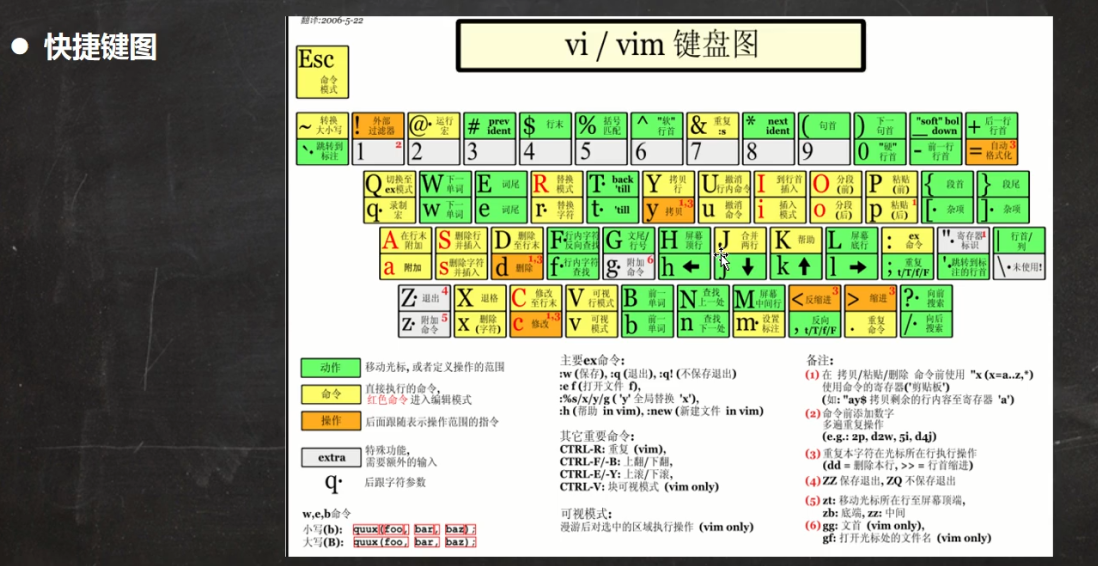 ● 快捷键图
翻译:2006-5-22
vi / vim 键盘图
Esc 命令模式
~ 转换大小写 ! 外部过滤器 @· 运行宏 # prev ident $ 行末 % 括号匹配 ^ "软"行首 & 重复 :s * next ident ( 句首 ) 下一句首 "soft" bol _ down + 后一行行首
`· 跳转到标注 1 2 2 3 4 5 6 7 8 9 0 "硬"行首 - 前一行行首 = 自动格式化 3
Q 切换至ex模式 W 下一单词 E 词尾 R 替换模式 T· back 'till Y 拷贝行 U 撤消行内命令 I 到行首插入 O 分段(前) P 粘贴(前) { 段首 } 段尾
q· 录制宏 w 下一单词 e 词尾 r· 替换字符 t· 'till y 拷贝 1,3 u 撤消命令 i 插入模式 o 分段(后) p 粘贴(后) 1 [· 杂项 ]· 杂项
A 在行末附加 S 删除行并插入 D 删除至行末 F· 行内字符反向查找 G 文尾/行号 H 屏幕顶行 J 合并两行 K 帮助 L 屏幕底行 : ex命令 "· 寄存器标识 1 | 行首/列
a 附加 s 删除字符并插入 d 删除 1,3 f· 行内字符查找 g· 附加命令 6 h ← j ↓ k ↑ l → ; 重复 t/T/f/F '· 跳转到标注的行首 \· 未使用!
Z· 退出 4 X 退格 C 修改至行末 V 可视行模式 B 前一单词 N 查找上一处 M 屏幕中间行 < 反缩进 3 > 缩进 3 ?· 向前搜索
z· 附加命令 5 x 删除(字符) c 修改 1,3 v 可视模式 b 前一单词 n 查找下一处 m· 设置标注 , 反向 t/T/f/F . 重复命令 /· 向后搜索
动作 移动光标, 或者定义操作的范围
命令 直接执行的命令,
红色命令进入编辑模式
操作 后面跟随表示操作范围的指令
extra 特殊功能,
需要额外的输入
q· 后跟字符参数
w,e,b命令
小写(b): quux(foo, bar, baz);
大写(B): quux(foo, bar, baz);
主要ex命令:
:w (保存), :q (退出), :q! (不保存退出)
:e f (打开文件 f),
:%s/x/y/g ( 'y' 全局替换 'x'),
:h (帮助 in vim), :new (新建文件 in vim)
其它重要命令:
CTRL-R: 重复 (vim),
CTRL-F/-B: 上翻/下翻,
CTRL-E/-Y: 上滚/下滚,
CTRL-V: 块可视模式 (vim only)
可视模式:
漫游后对选中的区域执行操作 (vim only)
备注:
(1) 在 拷贝/粘贴/删除 命令前使用 "x (x=a..z,*)
使用命令的寄存器('剪贴板')
(如: "ay$ 拷贝剩余的行内容至寄存器 'a')
(2) 命令前添加数字
多遍重复操作
(e.g.: 2p, d2w, 5i, d4j)
(3) 重复本字符在光标所在行执行操作
(dd = 删除本行, >> = 行首缩进)
(4) ZZ 保存退出, ZQ 不保存退出
(5) zt: 移动光标所在行至屏幕顶端,
zb: 底端, zz: 中间
(6) gg: 文首 (vim only),
gf: 打开光标处的文件名 (vim only)